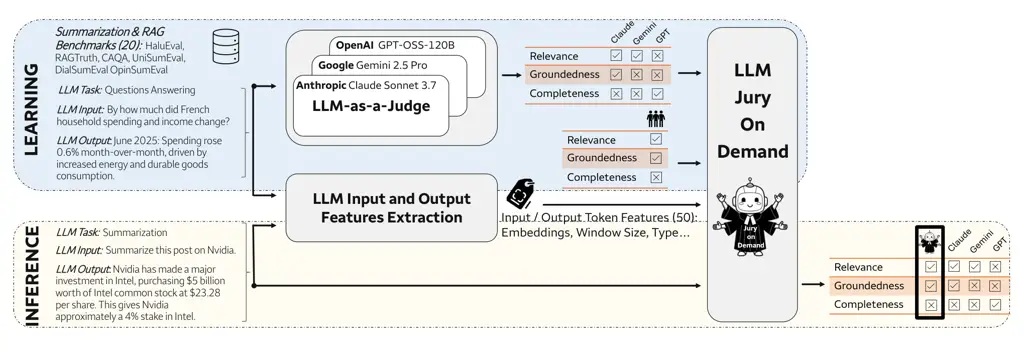 LEARNING
Summarization & RAG
Benchmarks (20): HaluEval,
RAGTruth, CAQA, UniSumEval,
DialSumEval OpinSumEval
LLM Task: Questions Answering
LLM Input: By how much did French
household spending and income change?
LLM Output: June 2025: Spending rose
0.6% month-over-month, driven by
increased energy and durable goods
consumption.
OpenAI GPT-OSS-120B
Google Gemini 2.5 Pro
Anthropic Claude Sonnet 3.7
LLM-as-a-Judge
Claude
Gemini
GPT
Relevance
Groundedness
Completeness
Relevance
Groundedness
Completeness
LLM Input and Output
Features Extraction
Input / Output Token Features (50):
Embeddings, Window Size, Type...
LLM
Jury
On
Demand
Jury
on
Demand
INFERENCE
LLM Task: Summarization
LLM Input: Summarize this post on Nvidia.
LLM Output: Nvidia has made a major
investment in Intel, purchasing $5 billion
worth of Intel common stock at $23.28
per share. This gives Nvidia
approximately a 4% stake in Intel.
Claude
Gemini
GPT
Relevance
Groundedness
Completeness